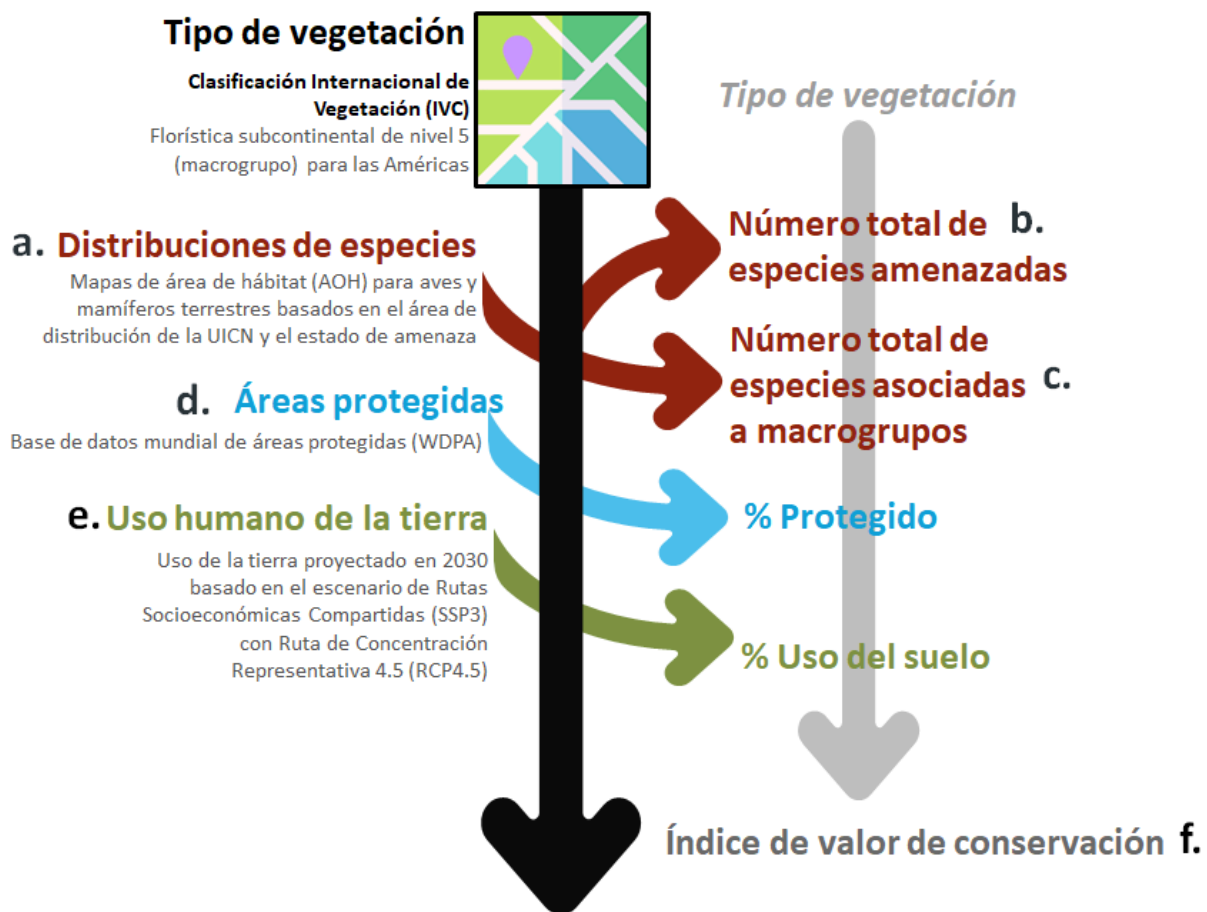 Tipo de vegetación
Clasificación Internacional de
Vegetación (IVC)
Florística subcontinental de nivel 5
(macrogrupo) para las Américas
Tipo de vegetación
a. Distribuciones de especies
Mapas de área de hábitat (AOH) para aves y
mamíferos terrestres basados en el área de
distribución de la UICN y el estado de amenaza
Número total de b.
especies amenazadas
Número total de
especies asociadas c.
a macrogrupos
d. Áreas protegidas
Base de datos mundial de áreas protegidas (WDPA)
% Protegido
e. Uso humano de la tierra
Uso de la tierra proyectado en 2030
basado en el escenario de Rutas
Socioeconómicas Compartidas (SSP3)
con Ruta de Concentración
Representativa 4.5 (RCP4.5)
% Uso del suelo
Índice de valor de conservación f.